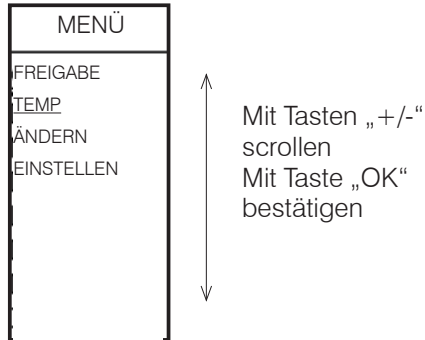 MENÜ
FREIGABE
TEMP
ÄNDERN
EINSTELLEN
Mit Tasten „+/-“
scrollen
Mit Taste „OK“
bestätigen